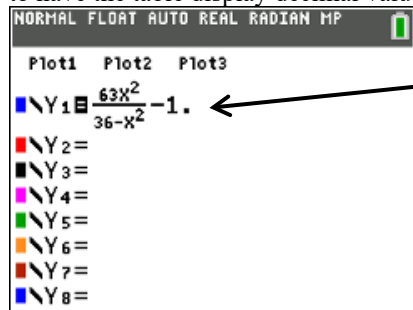 NORMAL FLOAT AUTO REAL RADIAN MP
Plot1 Plot2 Plot3
\Y1=63X²/36-X²-1.
\Y2=
\Y3=
\Y4=
\Y5=
\Y6=
\Y7=
\Y8=